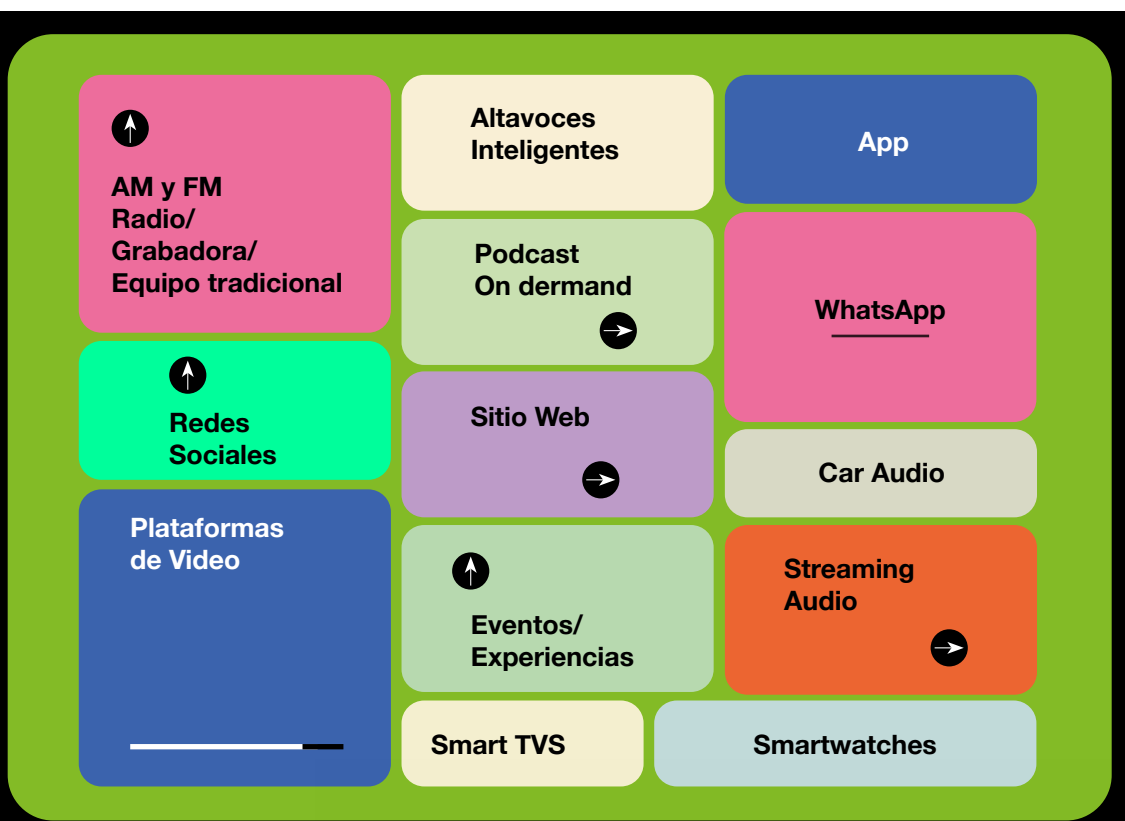 AM y FM
Radio/
Grabadora/
Equipo tradicional
Redes
Sociales
Plataformas
de Video
Altavoces
Inteligentes
Podcast
On dermand
Sitio Web
Eventos/
Experiencias
Smart TVS
App
WhatsApp
Car Audio
Streaming
Audio
Smartwatches